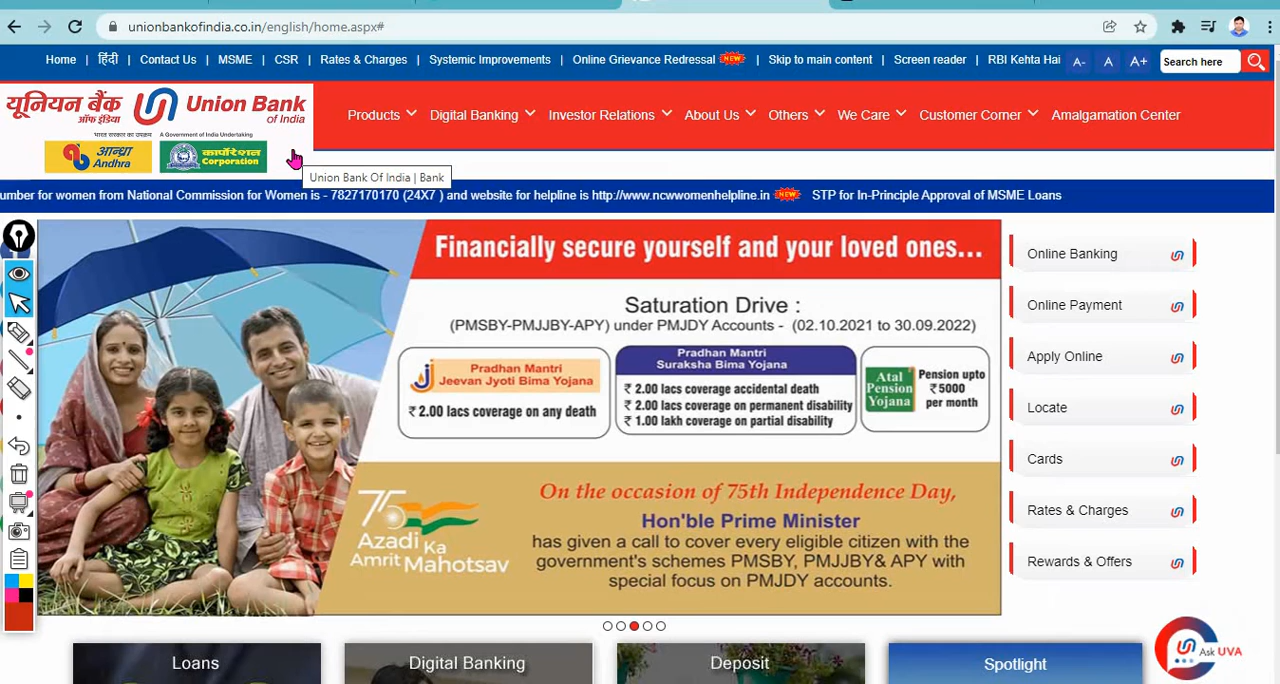 unionbankofindia.co.in/english/home.aspx#
Home | हिंदी | Contact Us | MSME | CSR | Rates & Charges | Systemic Improvements | Online Grievance Redressal NEW | Skip to main content | Screen reader | RBI Kehta Hai A- A A+ Search here
यूनियन बैंक Union Bank
ऑफ इंडिया of India
भारत सरकार का उपक्रम A Government of India Undertaking
आन्ध्रा Andhra
कार्पोरेशन Corporation
Products Digital Banking Investor Relations About Us Others We Care Customer Corner Amalgamation Center
Union Bank Of India | Bank
umber for women from National Commission for Women is - 7827170170 (24X7 ) and website for helpline is http://www.ncwwomenhelpline.in NEW STP for In-Principle Approval of MSME Loans
Financially secure yourself and your loved ones...
Saturation Drive :
(PMSBY-PMJJBY-APY) under PMJDY Accounts - (02.10.2021 to 30.09.2022)
Pradhan Mantri
Jeevan Jyoti Bima Yojana
₹ 2.00 lacs coverage on any death
Pradhan Mantri
Suraksha Bima Yojana
₹ 2.00 lacs coverage accidental death
₹ 2.00 lacs coverage on permanent disability
₹ 1.00 lakh coverage on partial disability
Atal
Pension
Yojana
Pension upto
₹5000
per month
75
Azadi Ka
Amrit Mahotsav
On the occasion of 75th Independence Day,
Hon'ble Prime Minister
has given a call to cover every eligible citizen with the
government's schemes PMSBY, PMJJBY& APY with
special focus on PMJDY accounts.
Online Banking
Online Payment
Apply Online
Locate
Cards
Rates & Charges
Rewards & Offers
Ask UVA
Loans Digital Banking Deposit Spotlight